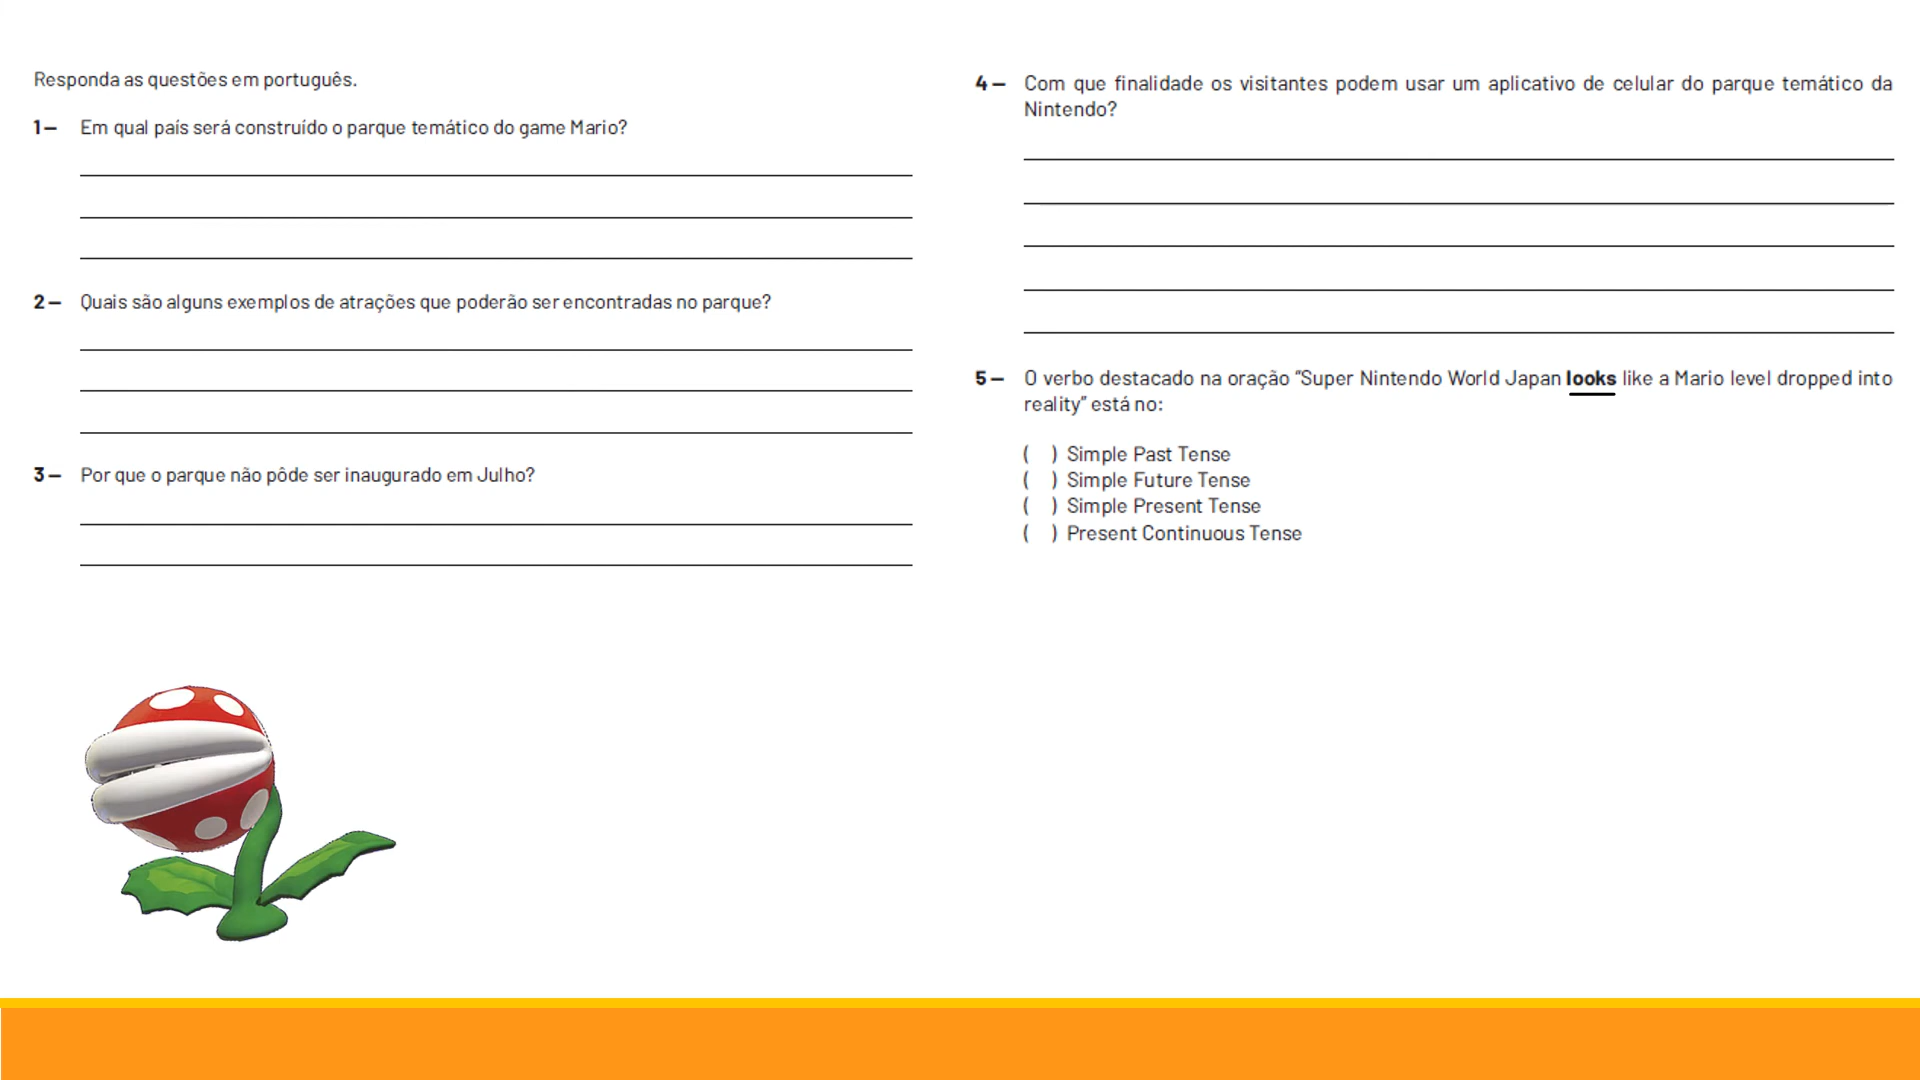 Responda as questões em português.
1 — Em qual país será construído o parque temático do game Mario?
2 — Quais são alguns exemplos de atrações que poderão ser encontradas no parque?
3 — Por que o parque não pôde ser inaugurado em Julho?
4 — Com que finalidade os visitantes podem usar um aplicativo de celular do parque temático da
Nintendo?
5 — O verbo destacado na oração “Super Nintendo World Japan looks like a Mario level dropped into
reality” está no:
( ) Simple Past Tense
( ) Simple Future Tense
( ) Simple Present Tense
( ) Present Continuous Tense